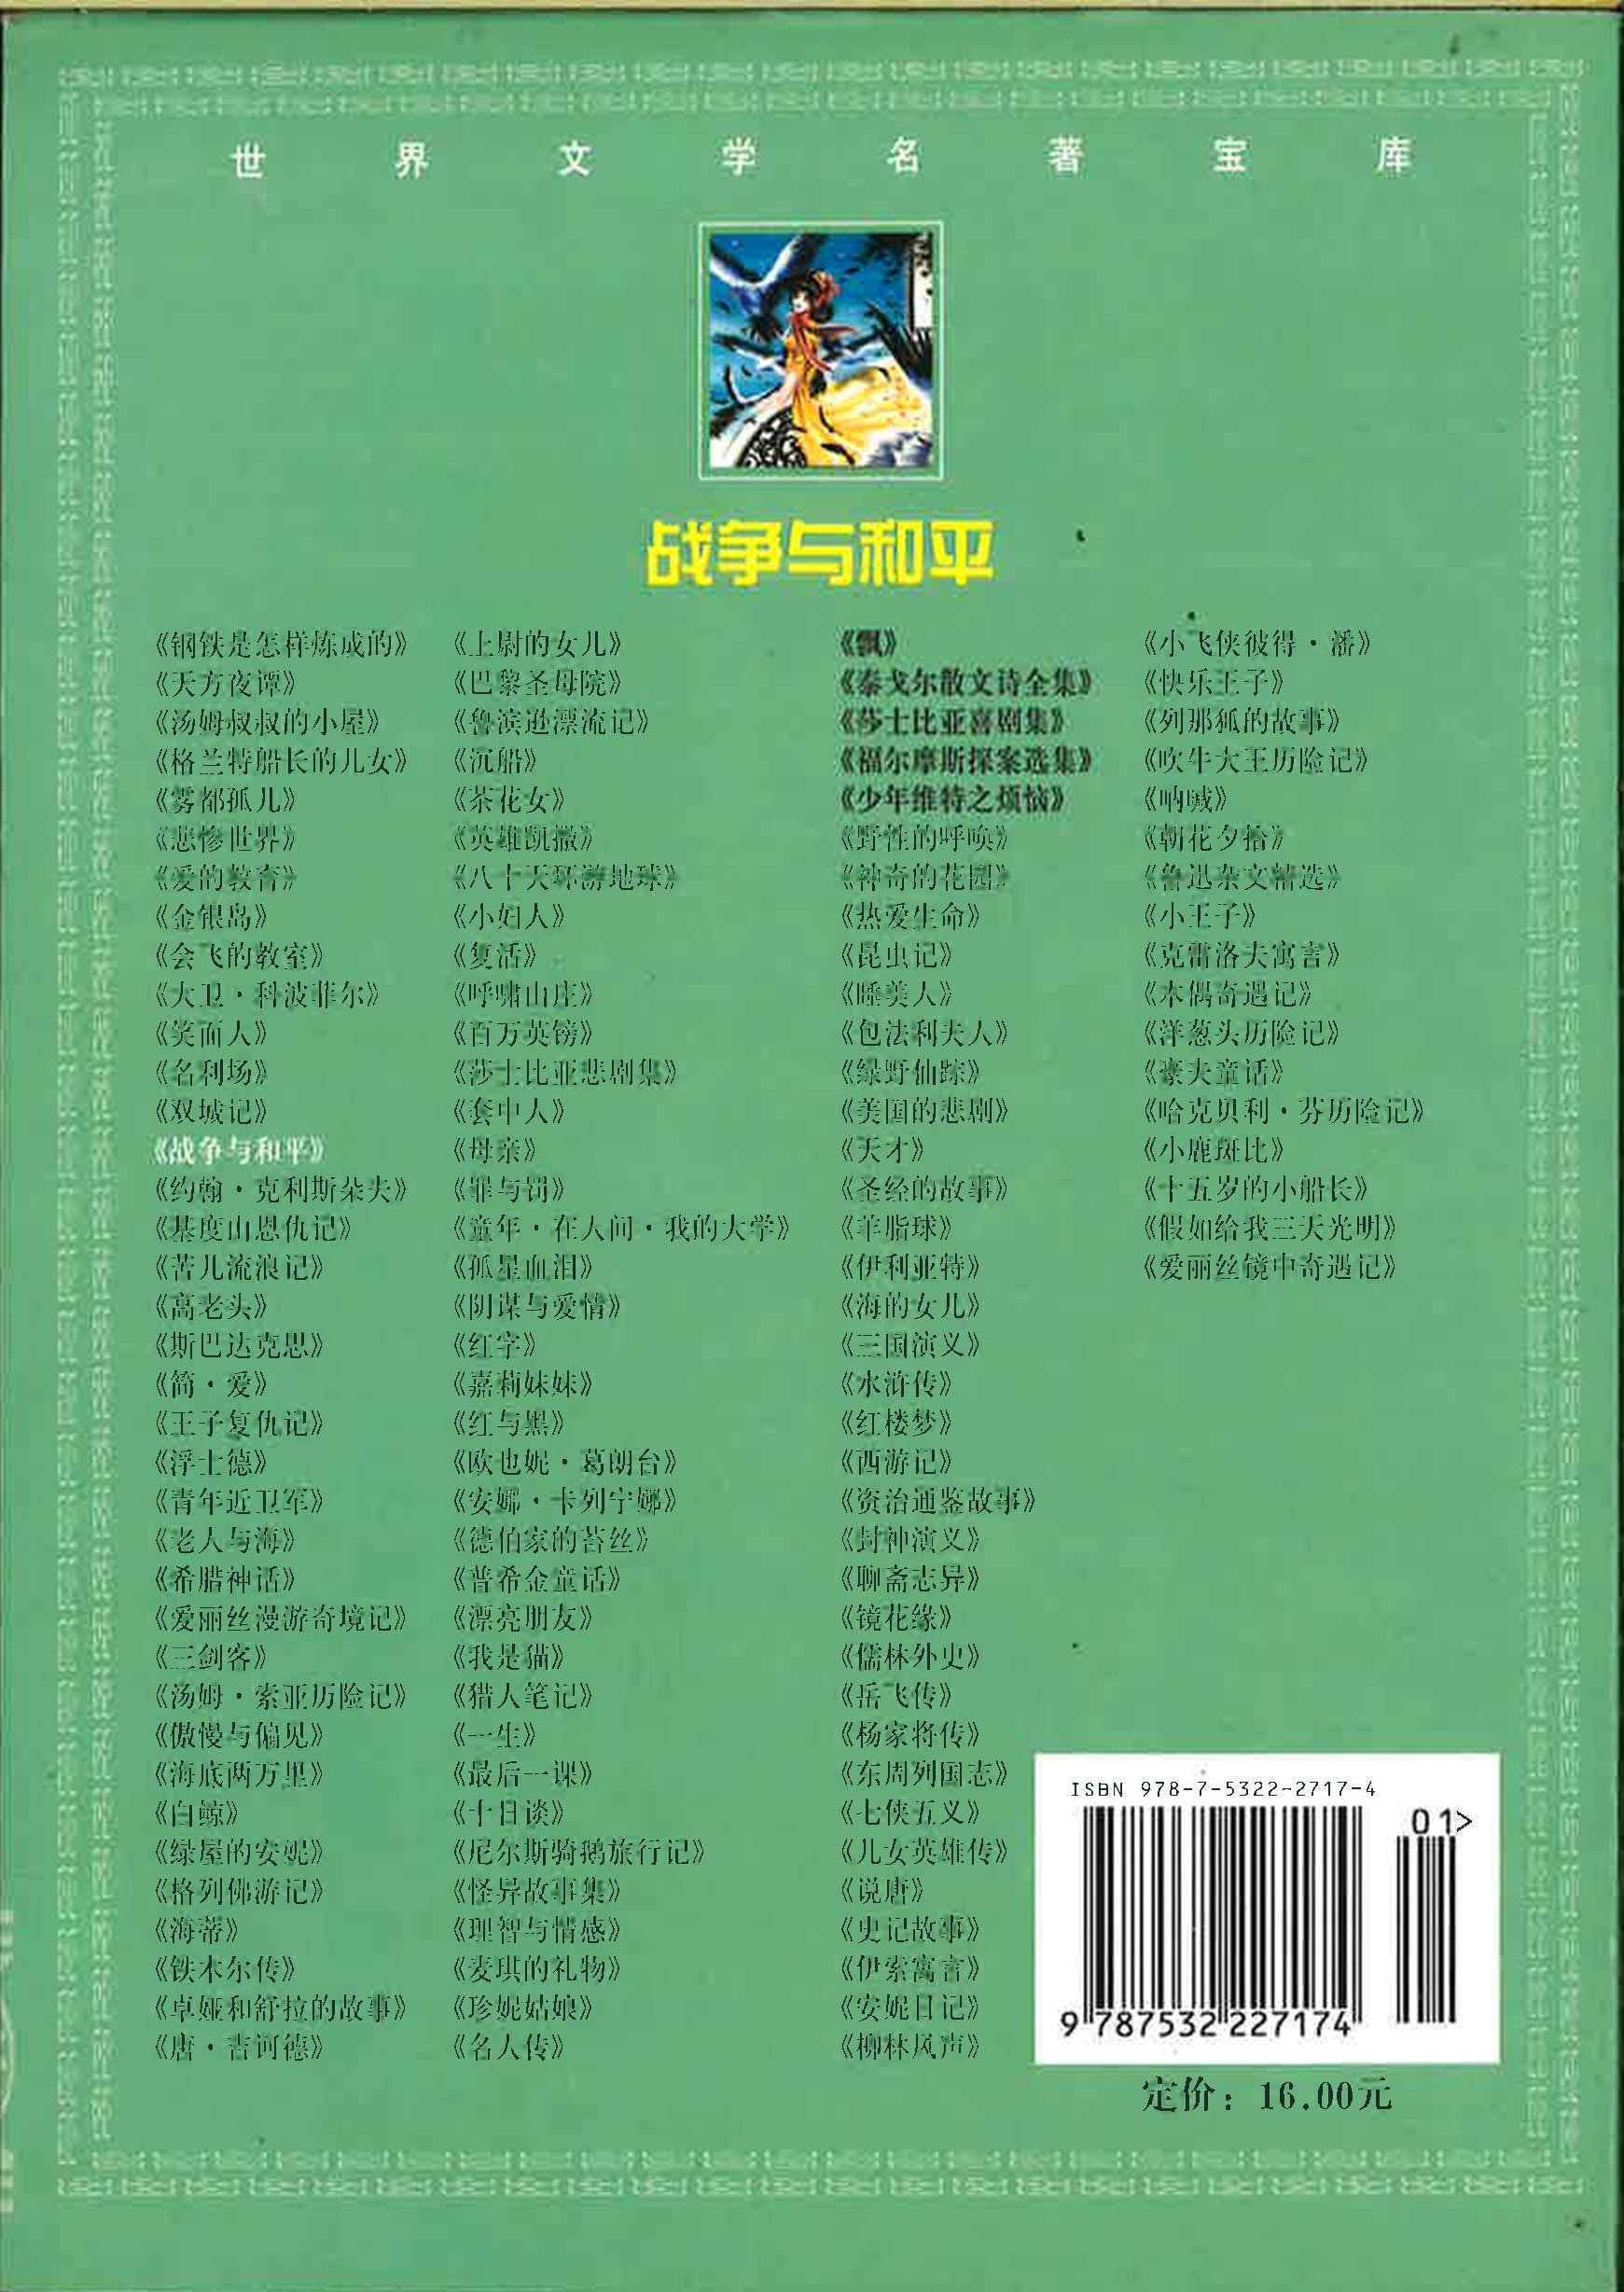 世界文学名著宝库
战争与和平
《钢铁是怎样炼成的》
《天方夜谭》
《汤姆叔叔的小屋》
《格兰特船长的儿女》
《雾都孤儿》
《悲惨世界》
《爱的教育》
《金银岛》
《会飞的教室》
《大卫·科波菲尔》
《笑面人》
《名利场》
《双城记》
《战争与和平》
《约翰·克利斯朵夫》
《基度山恩仇记》
《苦儿流浪记》
《高老头》
《斯巴达克思》
《简·爱》
《王子复仇记》
《浮士德》
《青年近卫军》
《老人与海》
《希腊神话》
《爱丽丝漫游奇境记》
《三剑客》
《汤姆·索亚历险记》
《傲慢与偏见》
《海底两万里》
《白鲸》
《绿屋的安妮》
《格列佛游记》
《海蒂》
《铁木尔传》
《卓娅和舒拉的故事》
《唐·吉诃德》
《上尉的女儿》
《巴黎圣母院》
《鲁滨逊漂流记》
《沉船》
《茶花女》
《英雄凯撒》
《八十天环游地球》
《小妇人》
《复活》
《呼啸山庄》
《百万英镑》
《莎士比亚悲剧集》
《套中人》
《母亲》
《罪与罚》
《童年·在人间·我的大学》
《孤星血泪》
《阴谋与爱情》
《红字》
《嘉莉妹妹》
《红与黑》
《欧也妮·葛朗台》
《安娜·卡列宁娜》
《德伯家的苔丝》
《普希金童话》
《漂亮朋友》
《我是猫》
《猎人笔记》
《一生》
《最后一课》
《十日谈》
《尼尔斯骑鹅旅行记》
《怪异故事集》
《理智与情感》
《麦琪的礼物》
《珍妮姑娘》
《名人传》
《飘》
《泰戈尔散文诗全集》
《莎士比亚喜剧集》
《福尔摩斯探案选集》
《少年维特之烦恼》
《野性的呼唤》
《神奇的花园》
《热爱生命》
《昆虫记》
《睡美人》
《包法利夫人》
《绿野仙踪》
《美国的悲剧》
《天才》
《圣经的故事》
《羊脂球》
《伊利亚特》
《海的女儿》
《三国演义》
《水浒传》
《红楼梦》
《西游记》
《资治通鉴故事》
《封神演义》
《聊斋志异》
《镜花缘》
《儒林外史》
《岳飞传》
《杨家将传》
《东周列国志》
《七侠五义》
《儿女英雄传》
《说唐》
《史记故事》
《伊索寓言》
《安妮日记》
《柳林风声》
《小飞侠彼得·潘》
《快乐王子》
《列那狐的故事》
《吹牛大王历险记》
《呐喊》
《朝花夕拾》
《鲁迅杂文精选》
《小王子》
《克雷洛夫寓言》
《木偶奇遇记》
《洋葱头历险记》
《豪夫童话》
《哈克贝利·芬历险记》
《小鹿斑比》
《十五岁的小船长》
《假如给我三天光明》
《爱丽丝镜中奇遇记》
ISBN 978-7-5322-2717-4
01>
9 787532 227174
定价：16.00元